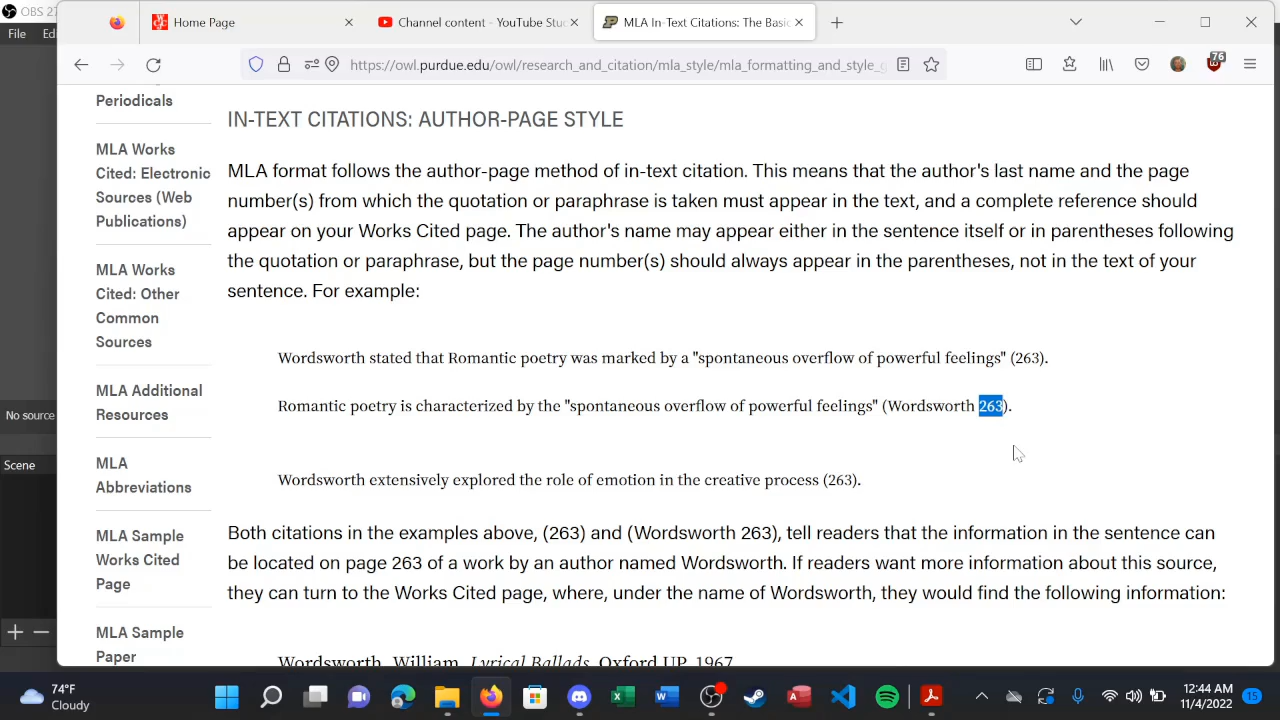 OBS 27
File Edi
No source
Scene
Home Page
Channel content - YouTube Stu
MLA In-Text Citations: The Basic
https://owl.purdue.edu/owl/research_and_citation/mla_style/mla_formatting_and_style_g
76
Periodicals
MLA Works
Cited: Electronic
Sources (Web
Publications)
MLA Works
Cited: Other
Common
Sources
MLA Additional
Resources
MLA
Abbreviations
MLA Sample
Works Cited
Page
MLA Sample
Paper
IN-TEXT CITATIONS: AUTHOR-PAGE STYLE
MLA format follows the author-page method of in-text citation. This means that the author's last name and the page
number(s) from which the quotation or paraphrase is taken must appear in the text, and a complete reference should
appear on your Works Cited page. The author's name may appear either in the sentence itself or in parentheses following
the quotation or paraphrase, but the page number(s) should always appear in the parentheses, not in the text of your
sentence. For example:
Wordsworth stated that Romantic poetry was marked by a "spontaneous overflow of powerful feelings" (263).
Romantic poetry is characterized by the "spontaneous overflow of powerful feelings" (Wordsworth 263).
Wordsworth extensively explored the role of emotion in the creative process (263).
Both citations in the examples above, (263) and (Wordsworth 263), tell readers that the information in the sentence can
be located on page 263 of a work by an author named Wordsworth. If readers want more information about this source,
they can turn to the Works Cited page, where, under the name of Wordsworth, they would find the following information:
Wordsworth, William. Lyrical Ballads. Oxford UP, 1967.
74°F
Cloudy
12:44 AM
11/4/2022
15